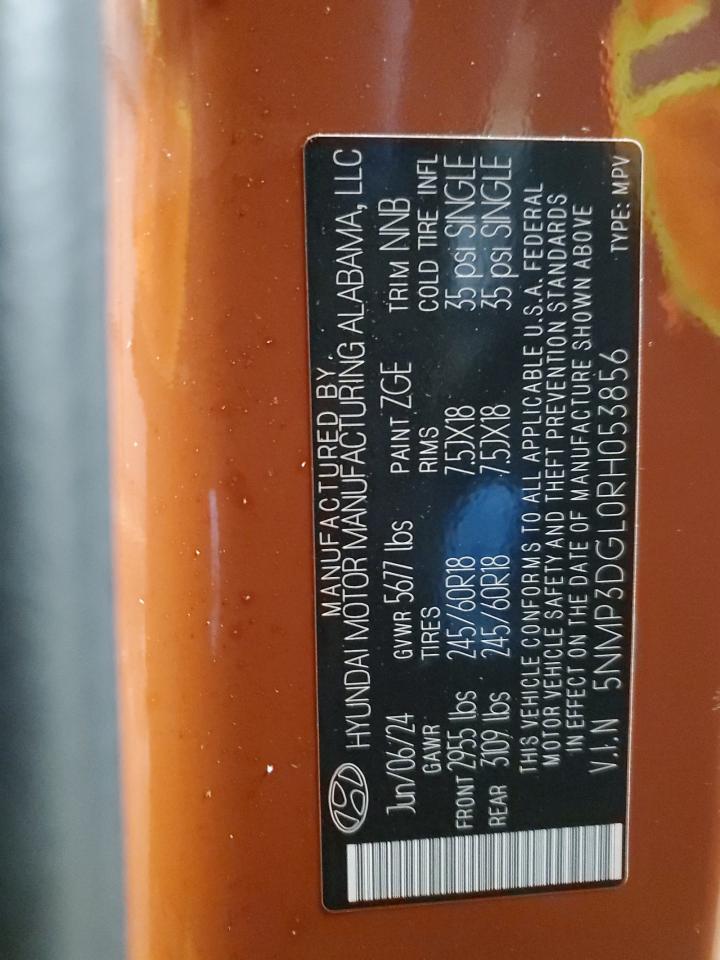 MANUFACTURED BY
HYUNDAI MOTOR MANUFACTURING ALABAMA, LLC
Jun/06/24 GVWR 5677 lbs PAINT ZGE TRIM NNB
GAWR TIRES RIMS COLD TIRE INFL
FRONT 2955 lbs 245/60R18 7.5JX18 35 psi SINGLE
REAR 3109 lbs 245/60R18 7.5JX18 35 psi SINGLE
THIS VEHICLE CONFORMS TO ALL APPLICABLE U.S.A. FEDERAL
MOTOR VEHICLE SAFETY AND THEFT PREVENTION STANDARDS
IN EFFECT ON THE DATE OF MANUFACTURE SHOWN ABOVE
V.I.N 5NMP3DGL0RH053856 TYPE: MPV